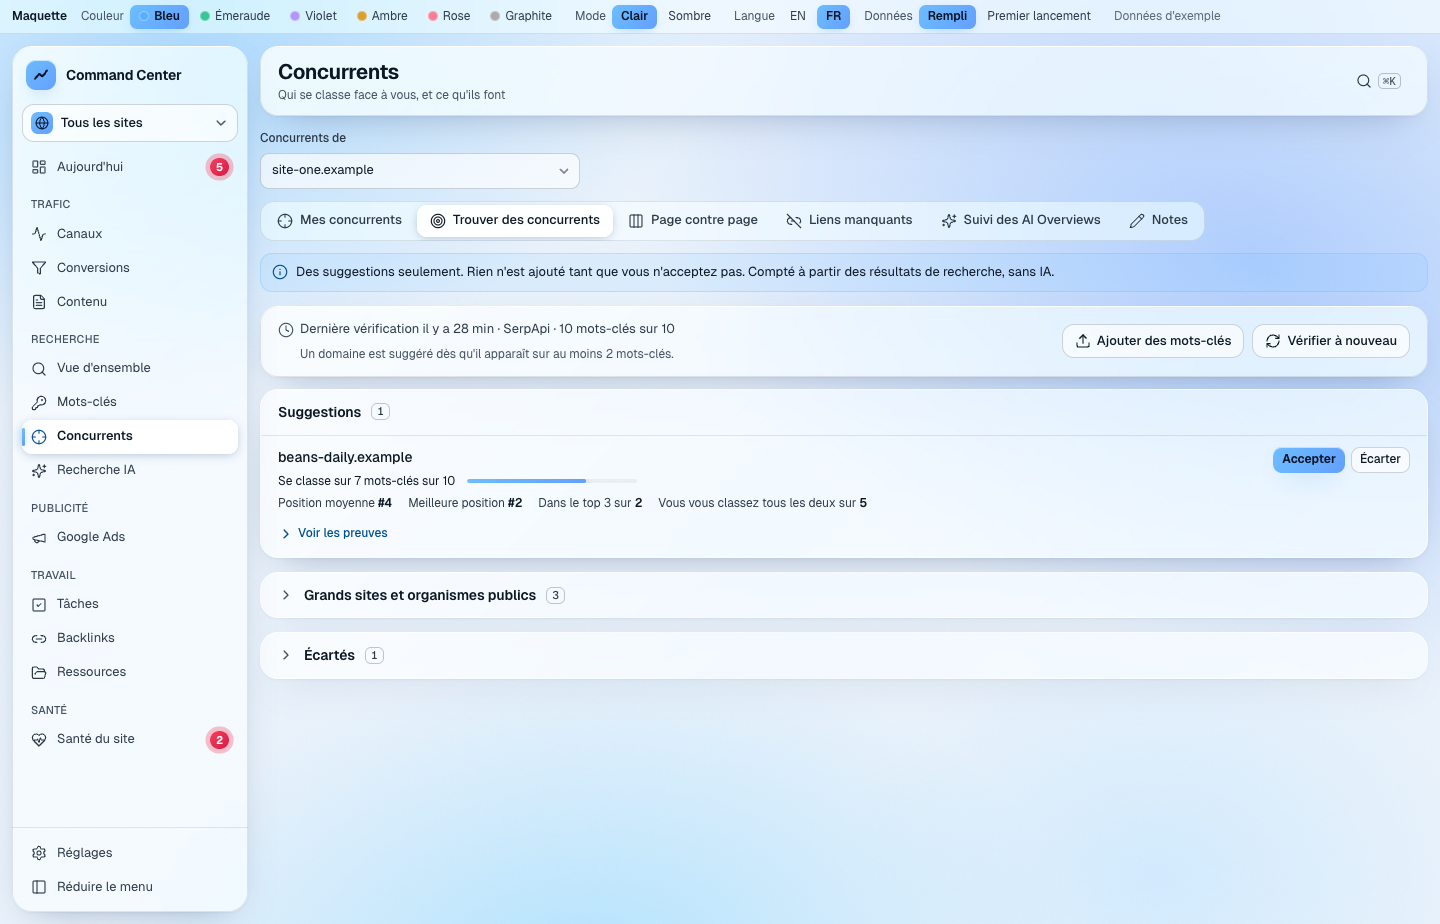 Maquette Couleur Bleu Émeraude Violet Ambre Rose Graphite Mode Clair Sombre Langue EN FR Données Rempli Premier lancement Données d'exemple
Command Center
Tous les sites
Aujourd'hui 5
TRAFIC
Canaux
Conversions
Contenu
RECHERCHE
Vue d'ensemble
Mots-clés
Concurrents
Recherche IA
PUBLICITÉ
Google Ads
TRAVAIL
Tâches
Backlinks
Ressources
SANTÉ
Santé du site 2
Réglages
Réduire le menu
Concurrents
Qui se classe face à vous, et ce qu'ils font
⌘K
Concurrents de
site-one.example
Mes concurrents Trouver des concurrents Page contre page Liens manquants Suivi des AI Overviews Notes
Des suggestions seulement. Rien n'est ajouté tant que vous n'acceptez pas. Compté à partir des résultats de recherche, sans IA.
Dernière vérification il y a 28 min · SerpApi · 10 mots-clés sur 10
Un domaine est suggéré dès qu'il apparaît sur au moins 2 mots-clés.
Ajouter des mots-clés Vérifier à nouveau
Suggestions 1
beans-daily.example
Accepter Écarter
Se classe sur 7 mots-clés sur 10
Position moyenne #4 Meilleure position #2 Dans le top 3 sur 2 Vous vous classez tous les deux sur 5
Voir les preuves
Grands sites et organismes publics 3
Écartés 1